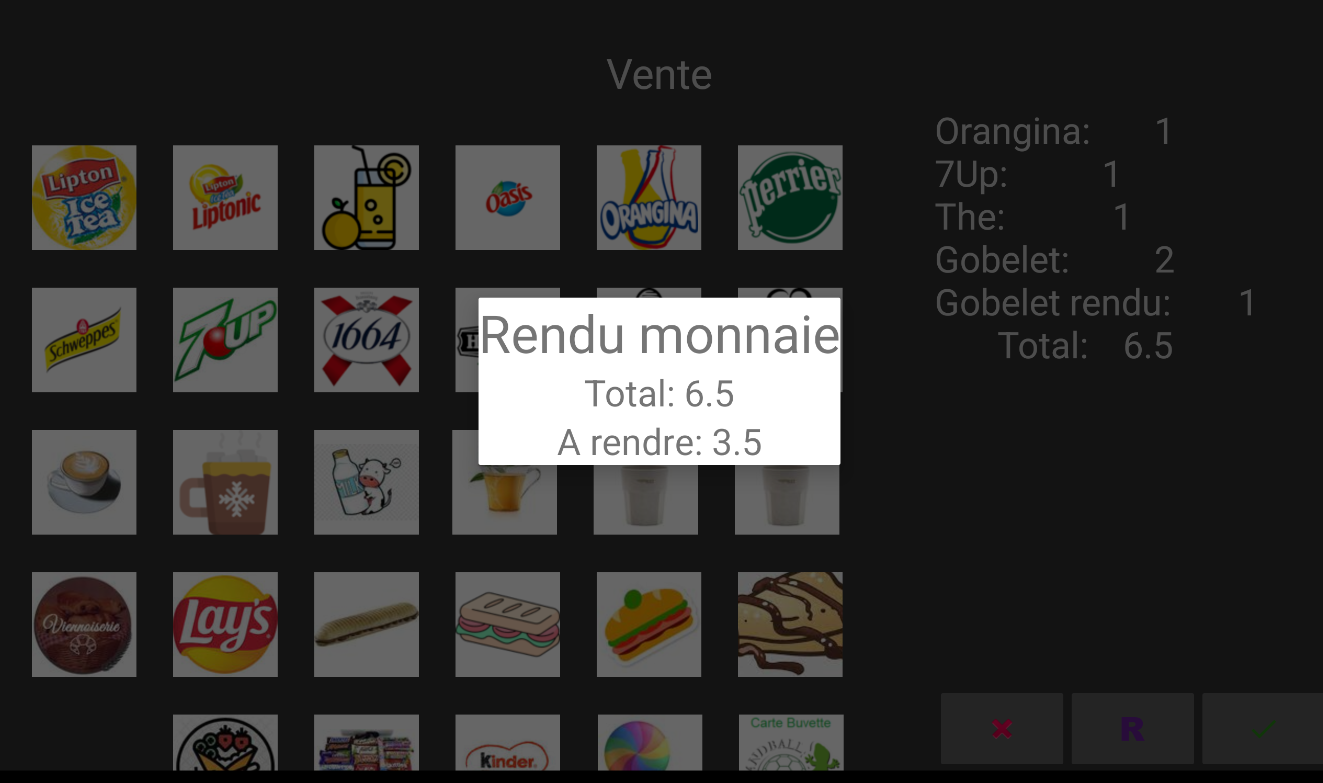 Vente
Orangina: 1
7Up: 1
The: 1
Gobelet: 2
Gobelet rendu: 1
Total: 6.5
Lipton
Ice
Tea
Lipton
Liptonic
Oasis
ORANGINA
perrier
Schweppes
7UP
1664
Rendu monnaie
Total: 6.5
A rendre: 3.5
Viennoiserie
Lay's
kinder
Carte Buvette
ANDBALL
R